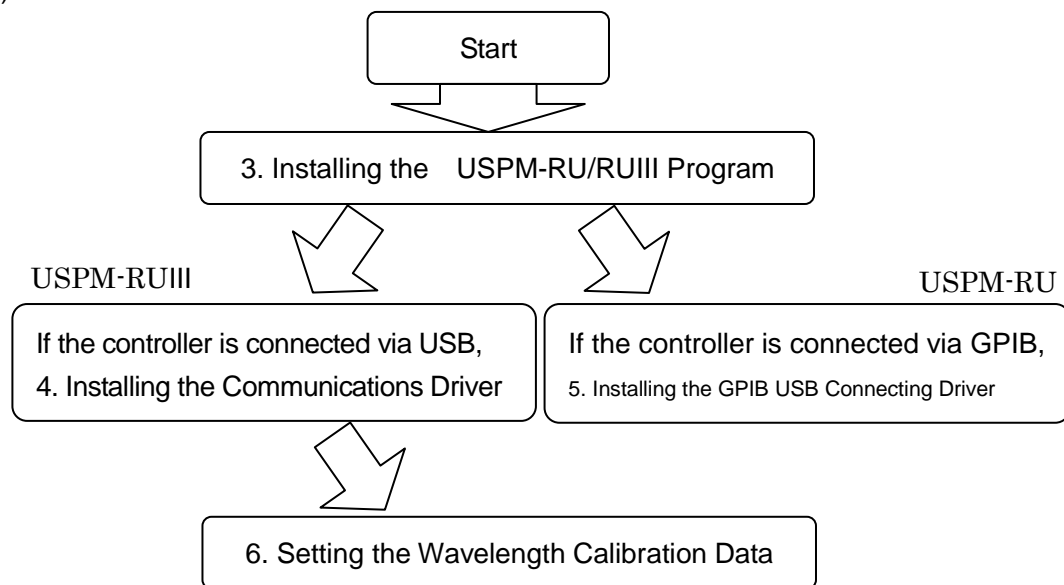 )
Start
3. Installing the USPM-RU/RUIII Program
USPM-RUIII
USPM-RU
If the controller is connected via USB,
4. Installing the Communications Driver
If the controller is connected via GPIB,
5. Installing the GPIB USB Connecting Driver
6. Setting the Wavelength Calibration Data